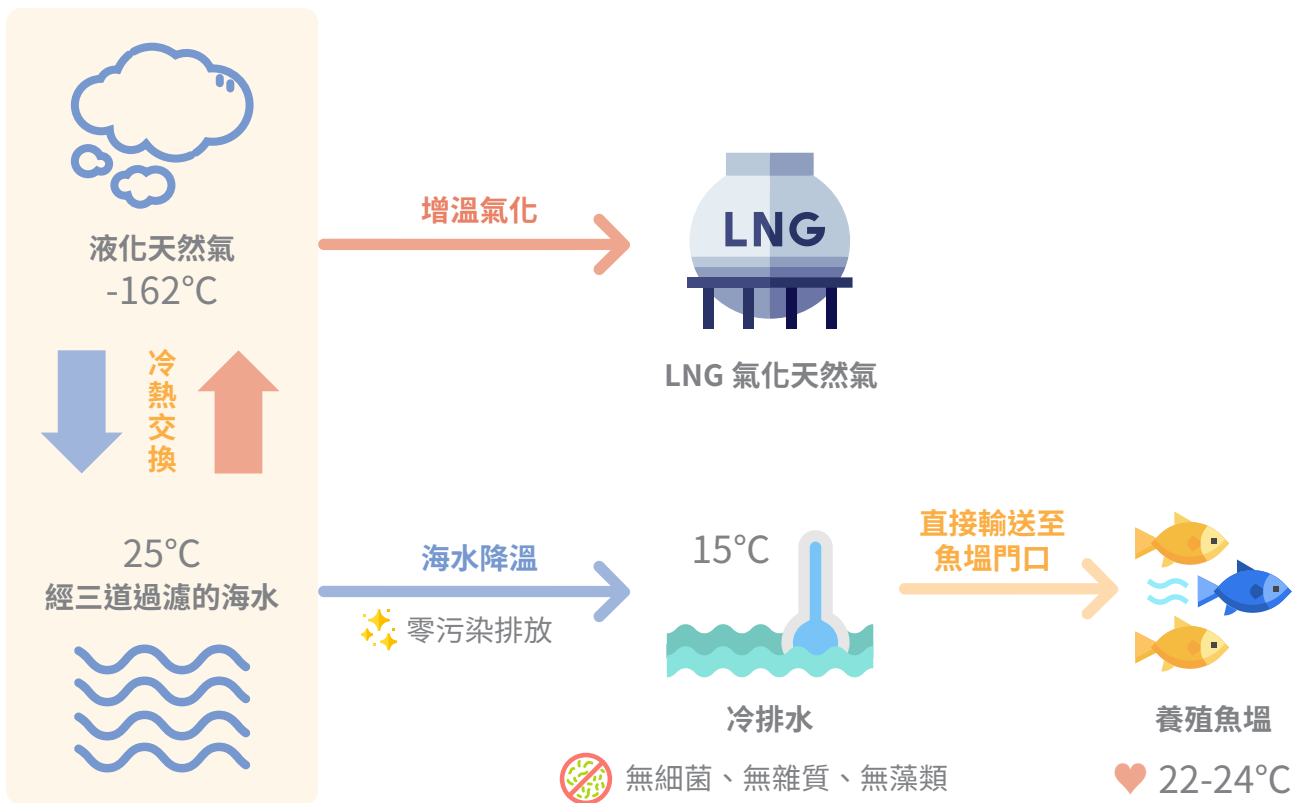 液化天然氣
-162°C
冷熱交換
25°C
經三道過濾的海水
增溫氣化
LNG
LNG 氣化天然氣
海水降溫
零污染排放
15°C
冷排水
無細菌、無雜質、無藻類
直接輸送至
魚塭門口
養殖魚塭
22-24°C